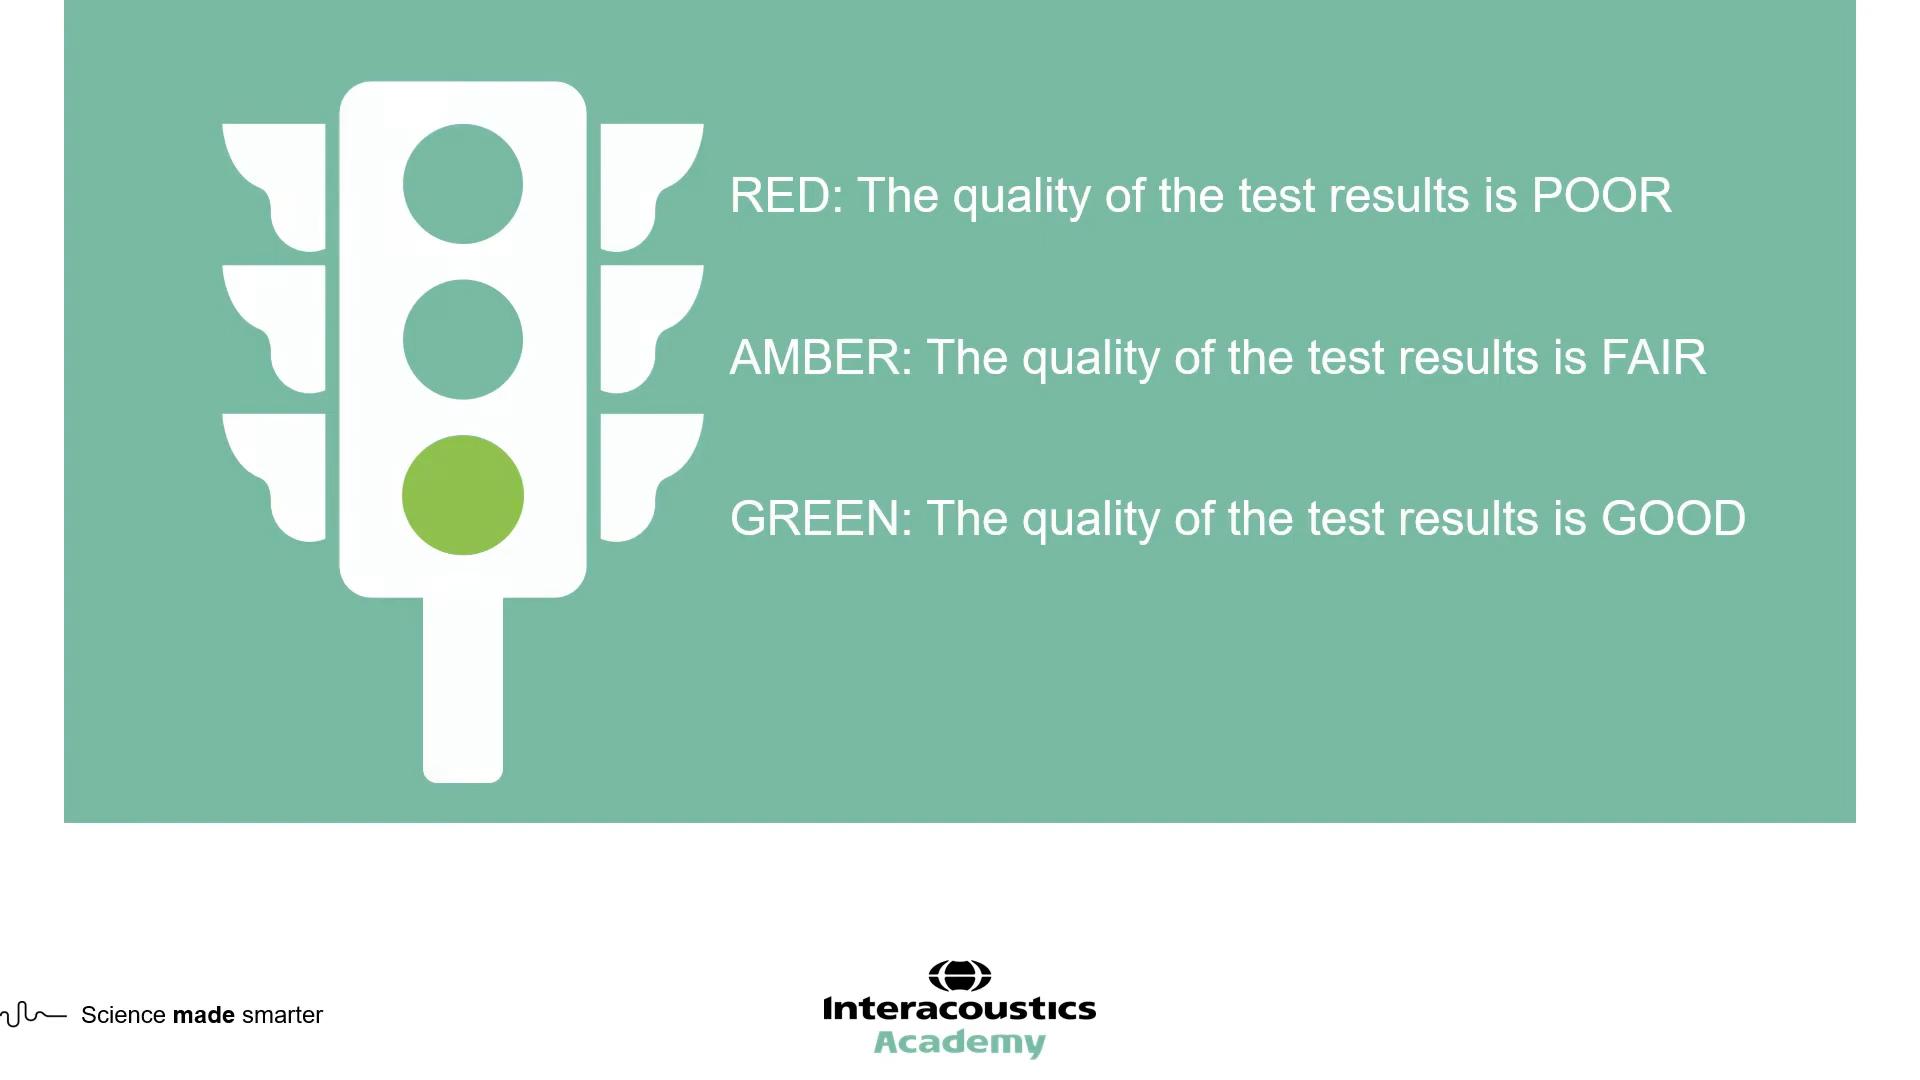 RED: The quality of the test results is POOR
AMBER: The quality of the test results is FAIR
GREEN: The quality of the test results is GOOD
Science made smarter
Interacoustics
Academy